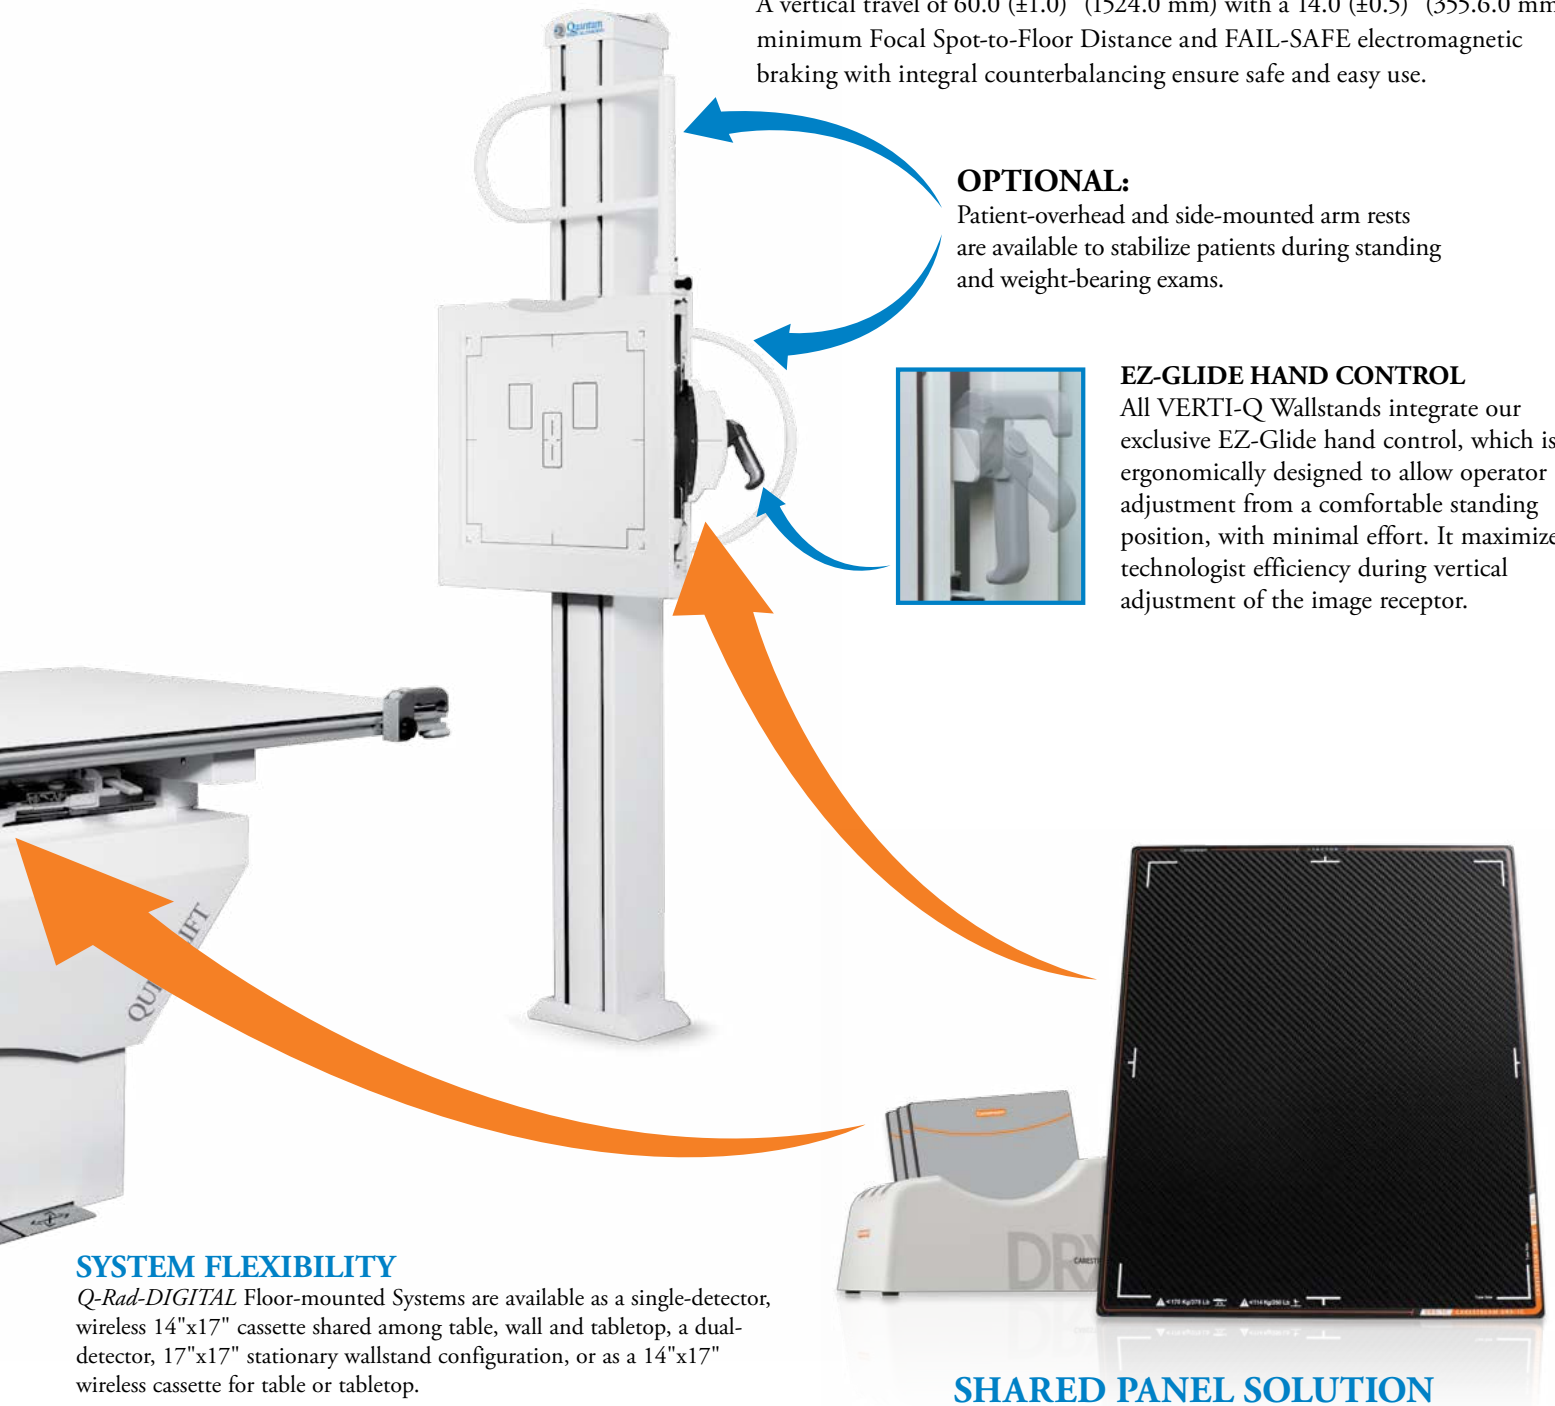 A vertical travel of 60.0 (±1.0)" (1524.0 mm) with a 14.0 (±0.5)" (355.6.0 mm
minimum Focal Spot-to-Floor Distance and FAIL-SAFE electromagnetic
braking with integral counterbalancing ensure safe and easy use.
Quantum
OPTIONAL:
Patient-overhead and side-mounted arm rests
are available to stabilize patients during standing
and weight-bearing exams.
EZ-GLIDE HAND CONTROL
All VERTI-Q Wallstands integrate our
exclusive EZ-Glide hand control, which is
ergonomically designed to allow operator
adjustment from a comfortable standing
position, with minimal effort. It maximize
technologist efficiency during vertical
adjustment of the image receptor.
QUI
IFT
DRX
CAREST
SYSTEM FLEXIBILITY
Q-Rad-DIGITAL Floor-mounted Systems are available as a single-detector,
wireless 14"x17" cassette shared among table, wall and tabletop, a dual-
detector, 17"x17" stationary wallstand configuration, or as a 14"x17"
wireless cassette for table or tabletop.
SHARED PANEL SOLUTION